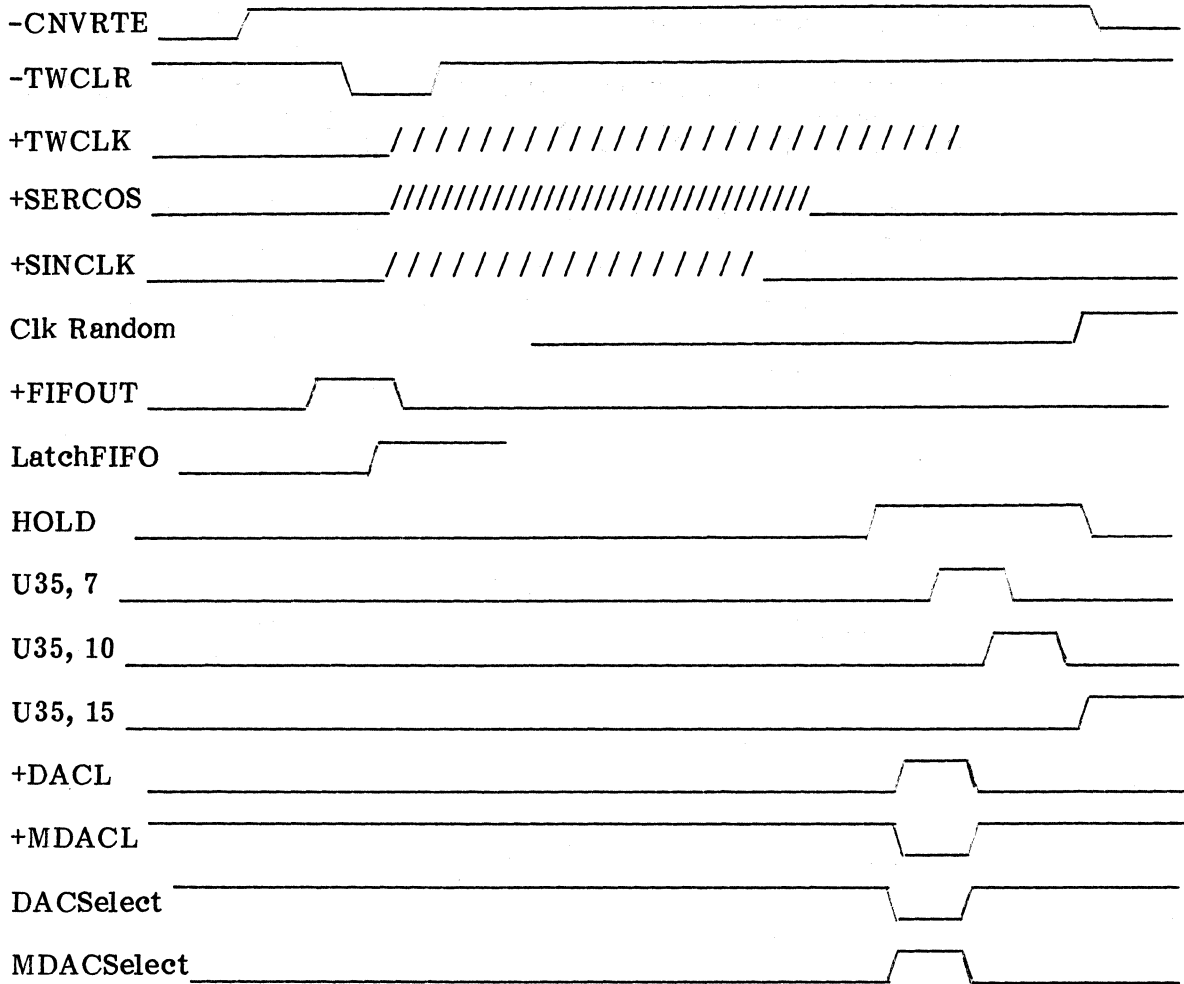 -CNVRTE
-TWCLR
+TWCLK
+SERCOS
+SINCLK
Clk Random
+FIFOUT
LatchFIFO
HOLD
U35, 7
U35, 10
U35, 15
+DACL
+MDACL
DACSelect
MDACSelect